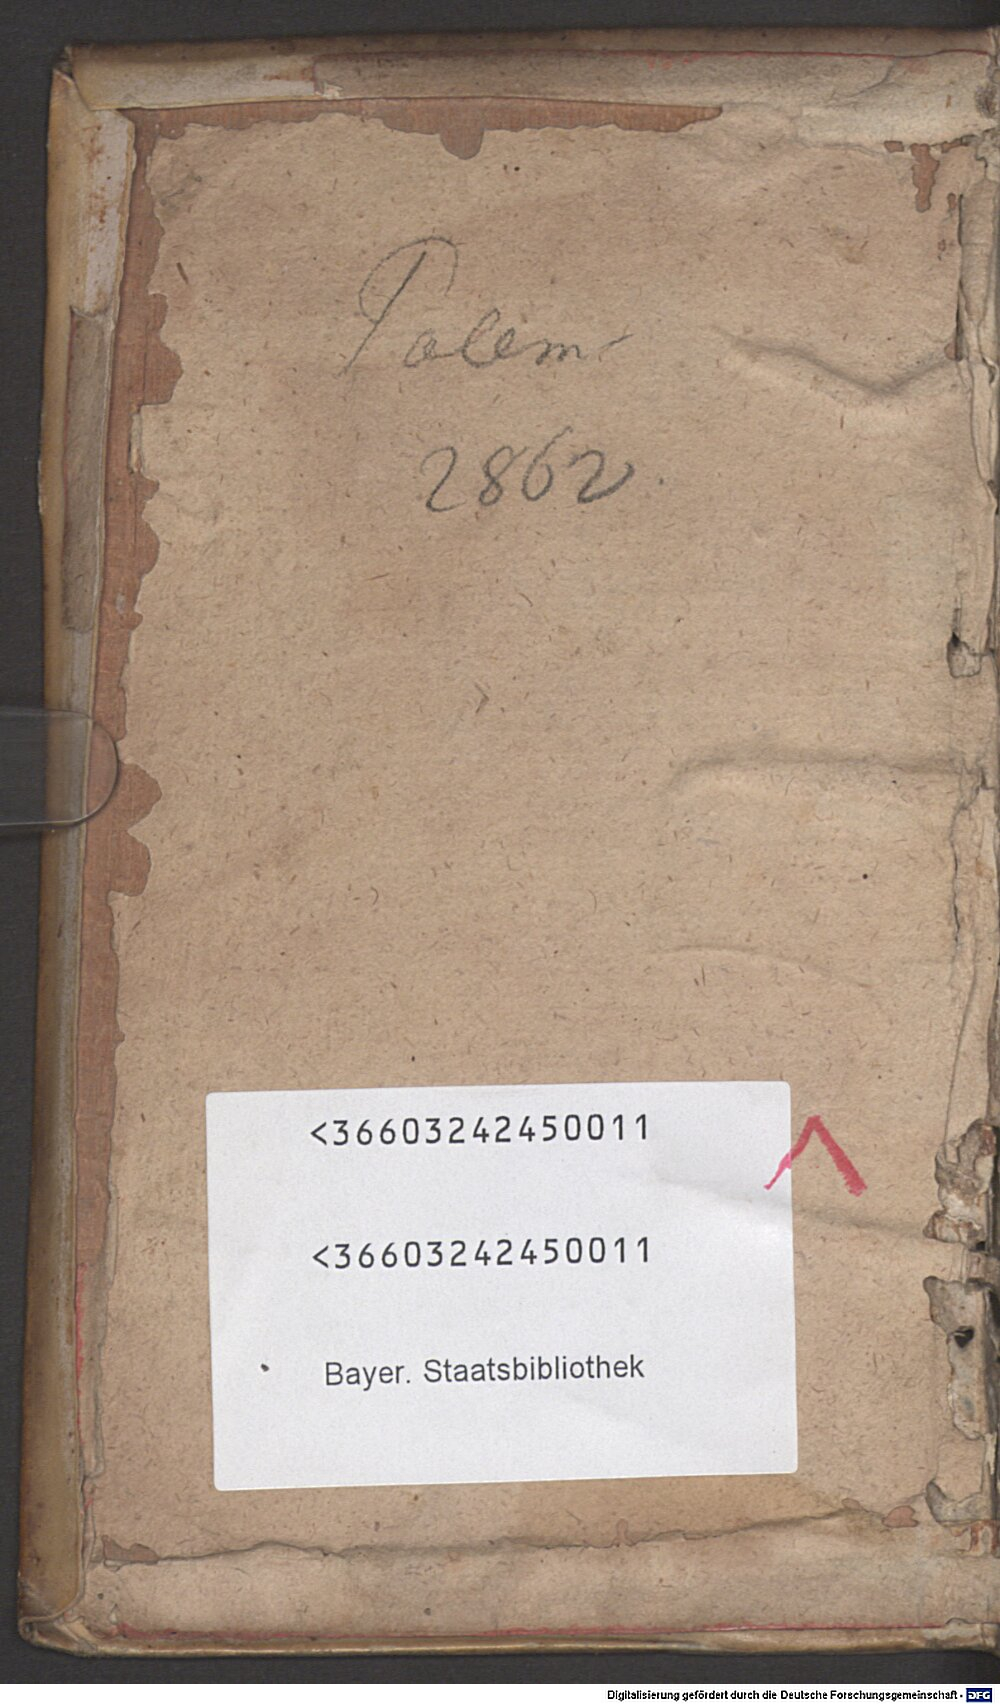 Polem.
2862.
<36603242450011
<36603242450011
Bayer. Staatsbibliothek
Digitalisierung gefördert durch die Deutsche Forschungsgemeinschaft - DFG